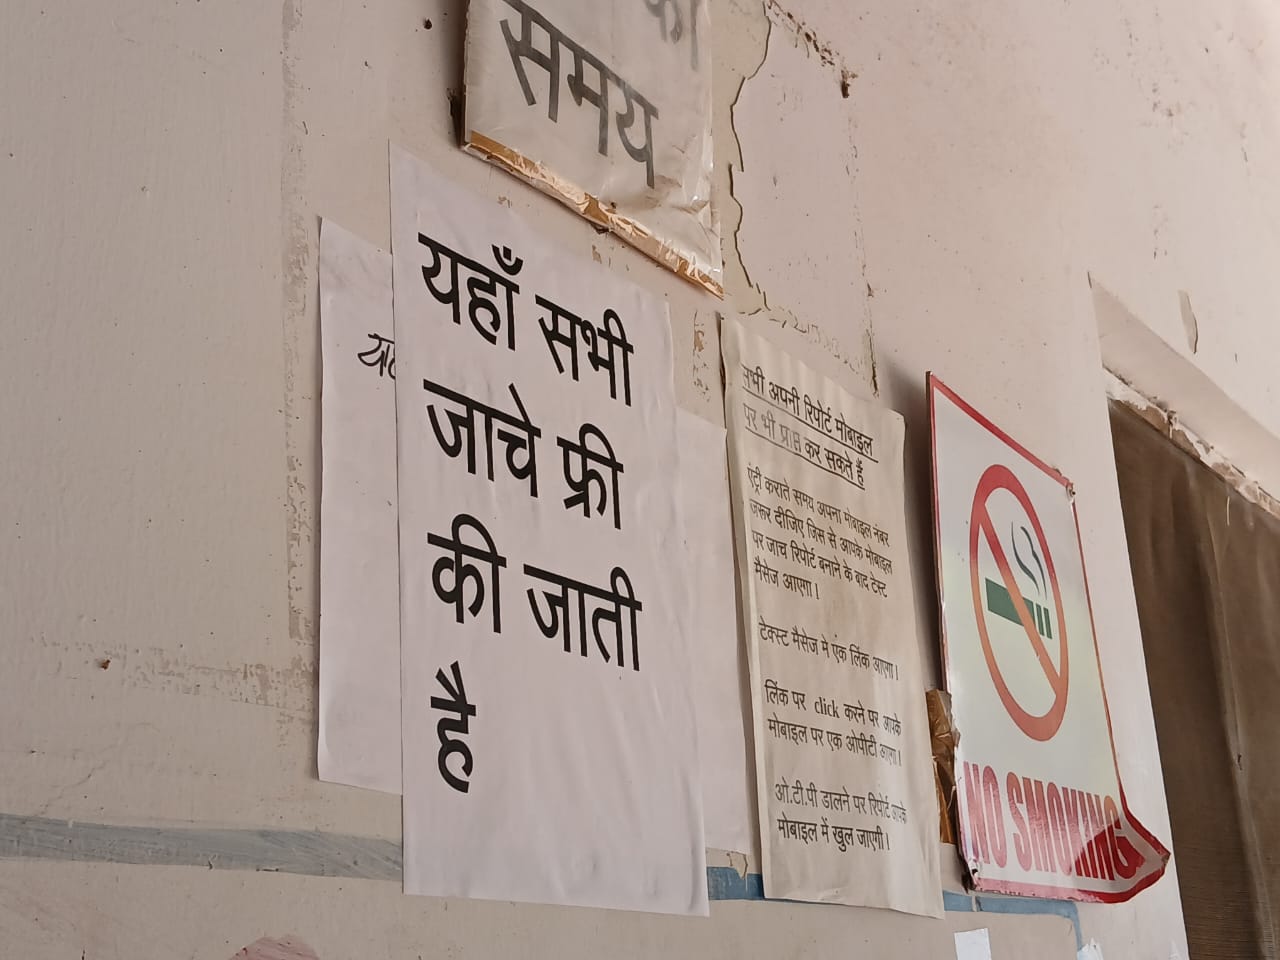 की
समय
यहाँ सभी
जाचे फ्री
की जाती
है
सभी अपनी रिपोर्ट मोबाइल
पर भी प्राप्त कर सकते हैं
एंट्री कराते समय अपना मोबाइल नंबर
जरूर दीजिए जिस से आपके मोबाइल
पर जाच रिपोर्ट बनाने के बाद टेस्ट
मैसेज आएगा।
टेक्स्ट मैसेज मे एंक लिंक आएगा।
लिंक पर click करने पर आपके
मोबाइल पर एक ओपीटी आएगा।
ओ.टी.पी डालने पर रिपोर्ट आपके
मोबाइल में खुल जाएगी।
NO SMOKING